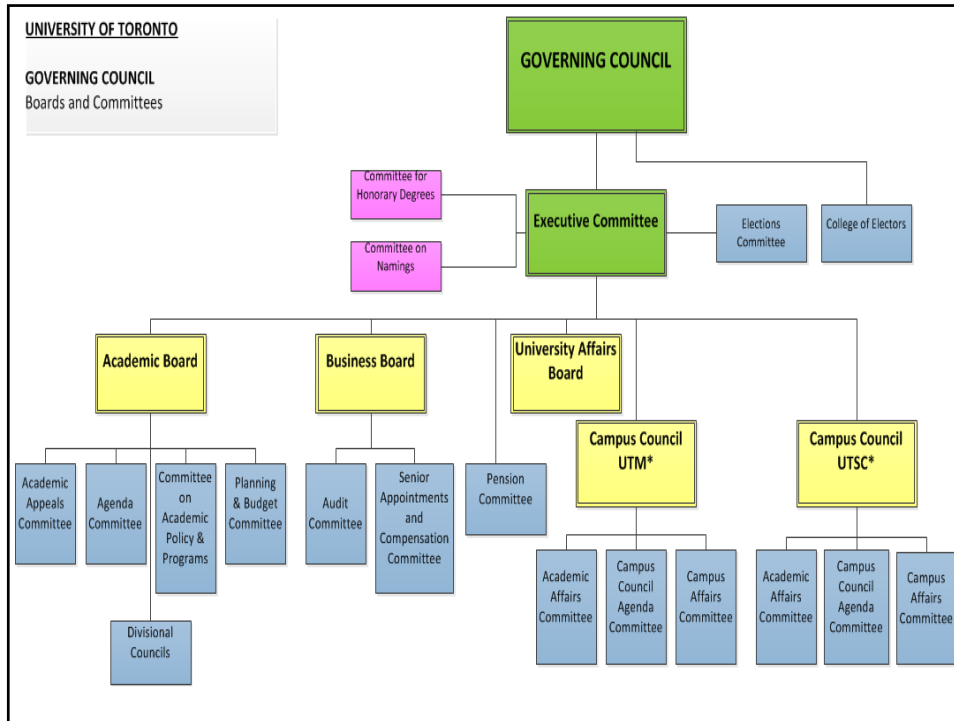 UNIVERSITY OF TORONTO
GOVERNING COUNCIL
Boards and Committees
GOVERNING COUNCIL
Committee for
Honorary Degrees
Executive Committee
Elections
Committee
College of Electors
Committee on
Namings
Academic Board
Business Board
University Affairs
Board
Campus Council
UTM*
Campus Council
UTSC*
Academic
Appeals
Committee
Agenda
Committee
Committee
on
Academic
Policy &
Programs
Planning
& Budget
Committee
Audit
Committee
Senior
Appointments
and
Compensation
Committee
Pension
Committee
Academic
Affairs
Committee
Campus
Council
Agenda
Committee
Campus
Affairs
Committee
Academic
Affairs
Committee
Campus
Council
Agenda
Committee
Campus
Affairs
Committee
Divisional
Councils